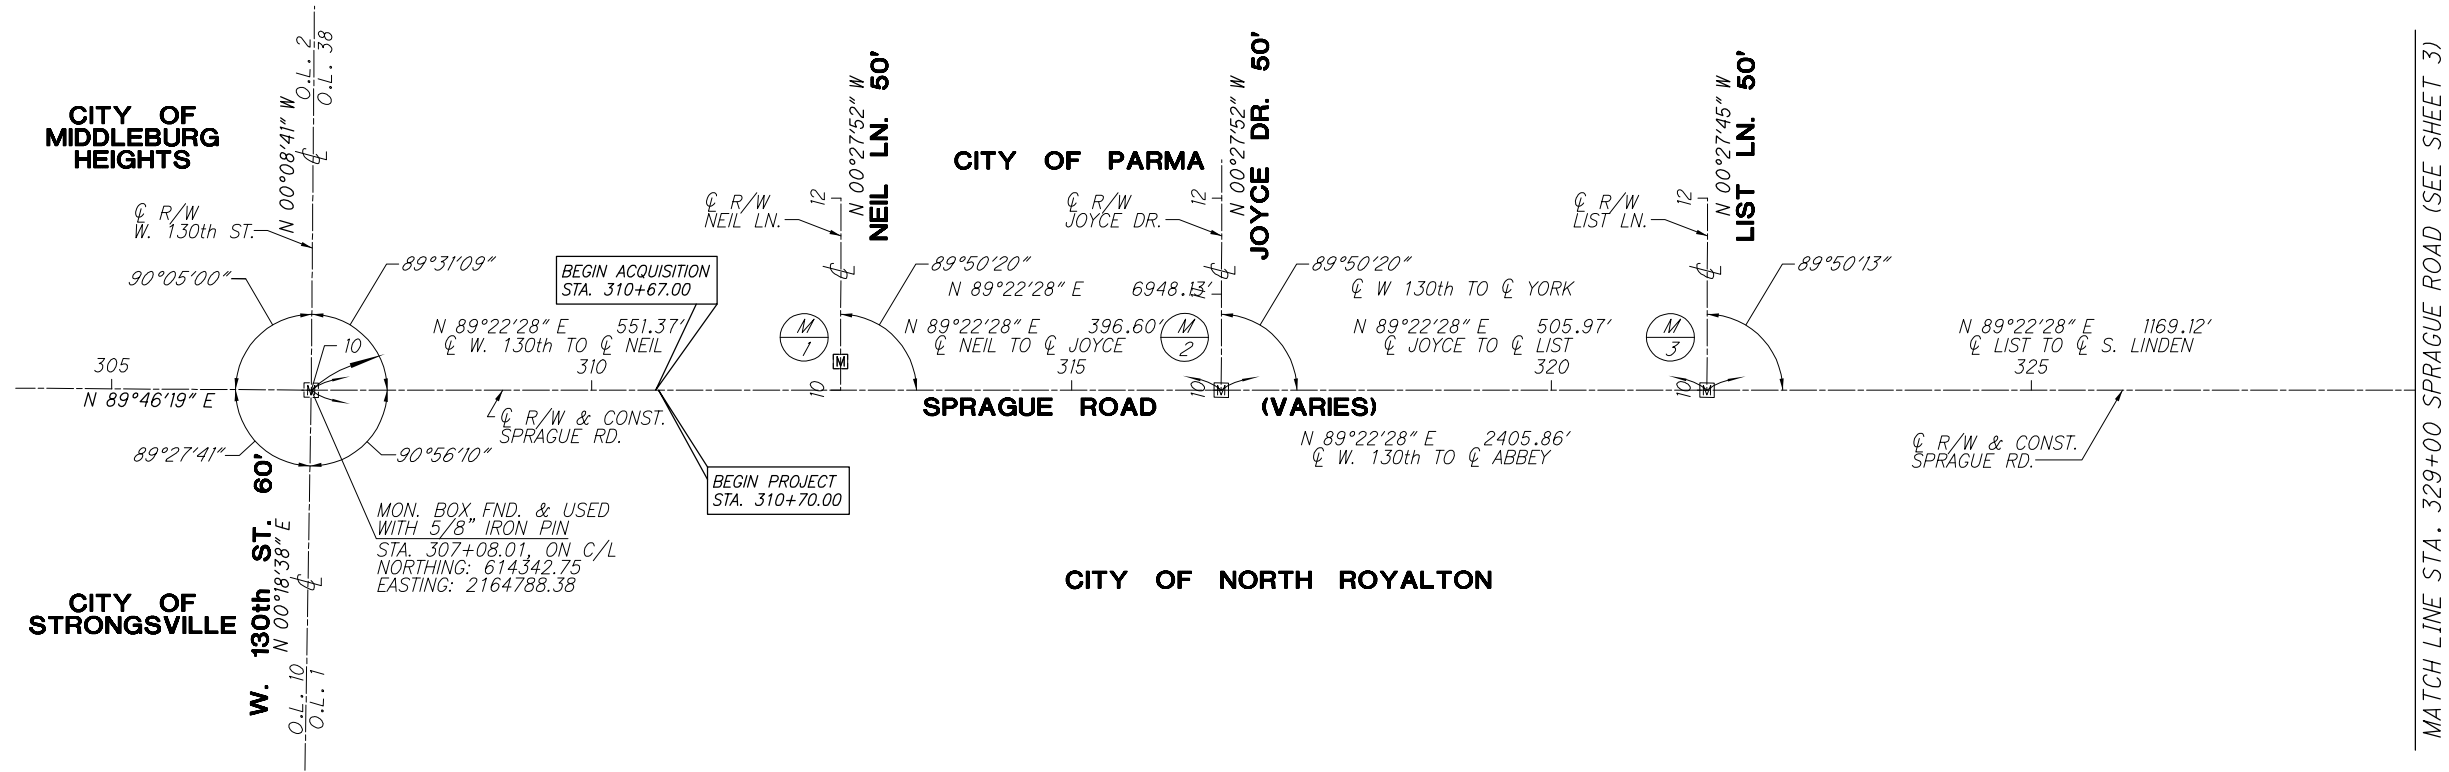 CITY OF
MIDDLEBURG
HEIGHTS
O.L. 2
O.L. 38
N 00°08'41" W
℄
℄ R/W
W. 130th ST.
90°05'00"
89°31'09"
10
305
N 89°46'19" E
89°27'41"
90°56'10"
M
N 89°22'28" E 551.37'
℄ W. 130th TO ℄ NEIL
310
BEGIN ACQUISITION
STA. 310+67.00
℄ R/W & CONST.
SPRAGUE RD.
BEGIN PROJECT
STA. 310+70.00
MON. BOX FND. & USED
WITH 5/8" IRON PIN
STA. 307+08.01, ON C/L
NORTHING: 614342.75
EASTING: 2164788.38
W. 130th ST. 60'
N 00°18'38" E
℄
O.L. 10
O.L. 1
CITY OF
STRONGSVILLE
℄ R/W
NEIL LN.
12
N 00°27'52" W
NEIL LN. 50'
℄
89°50'20"
M
1
M
10
CITY OF PARMA
N 89°22'28" E 6948.13'
℄ W 130th TO ℄ YORK
N 89°22'28" E 396.60'
℄ NEIL TO ℄ JOYCE
315
℄ R/W
JOYCE DR.
12
N 00°27'52" W
JOYCE DR. 50'
℄
11
89°50'20"
M
2
10
M
N 89°22'28" E 505.97'
℄ JOYCE TO ℄ LIST
320
SPRAGUE ROAD (VARIES)
N 89°22'28" E 2405.86'
℄ W. 130th TO ℄ ABBEY
℄ R/W
LIST LN.
12
N 00°27'45" W
LIST LN. 50'
℄
89°50'13"
M
3
10
M
N 89°22'28" E 1169.12'
℄ LIST TO ℄ S. LINDEN
325
℄ R/W & CONST.
SPRAGUE RD.
CITY OF NORTH ROYALTON
MATCH LINE STA. 329+00 SPRAGUE ROAD (SEE SHEET 3)